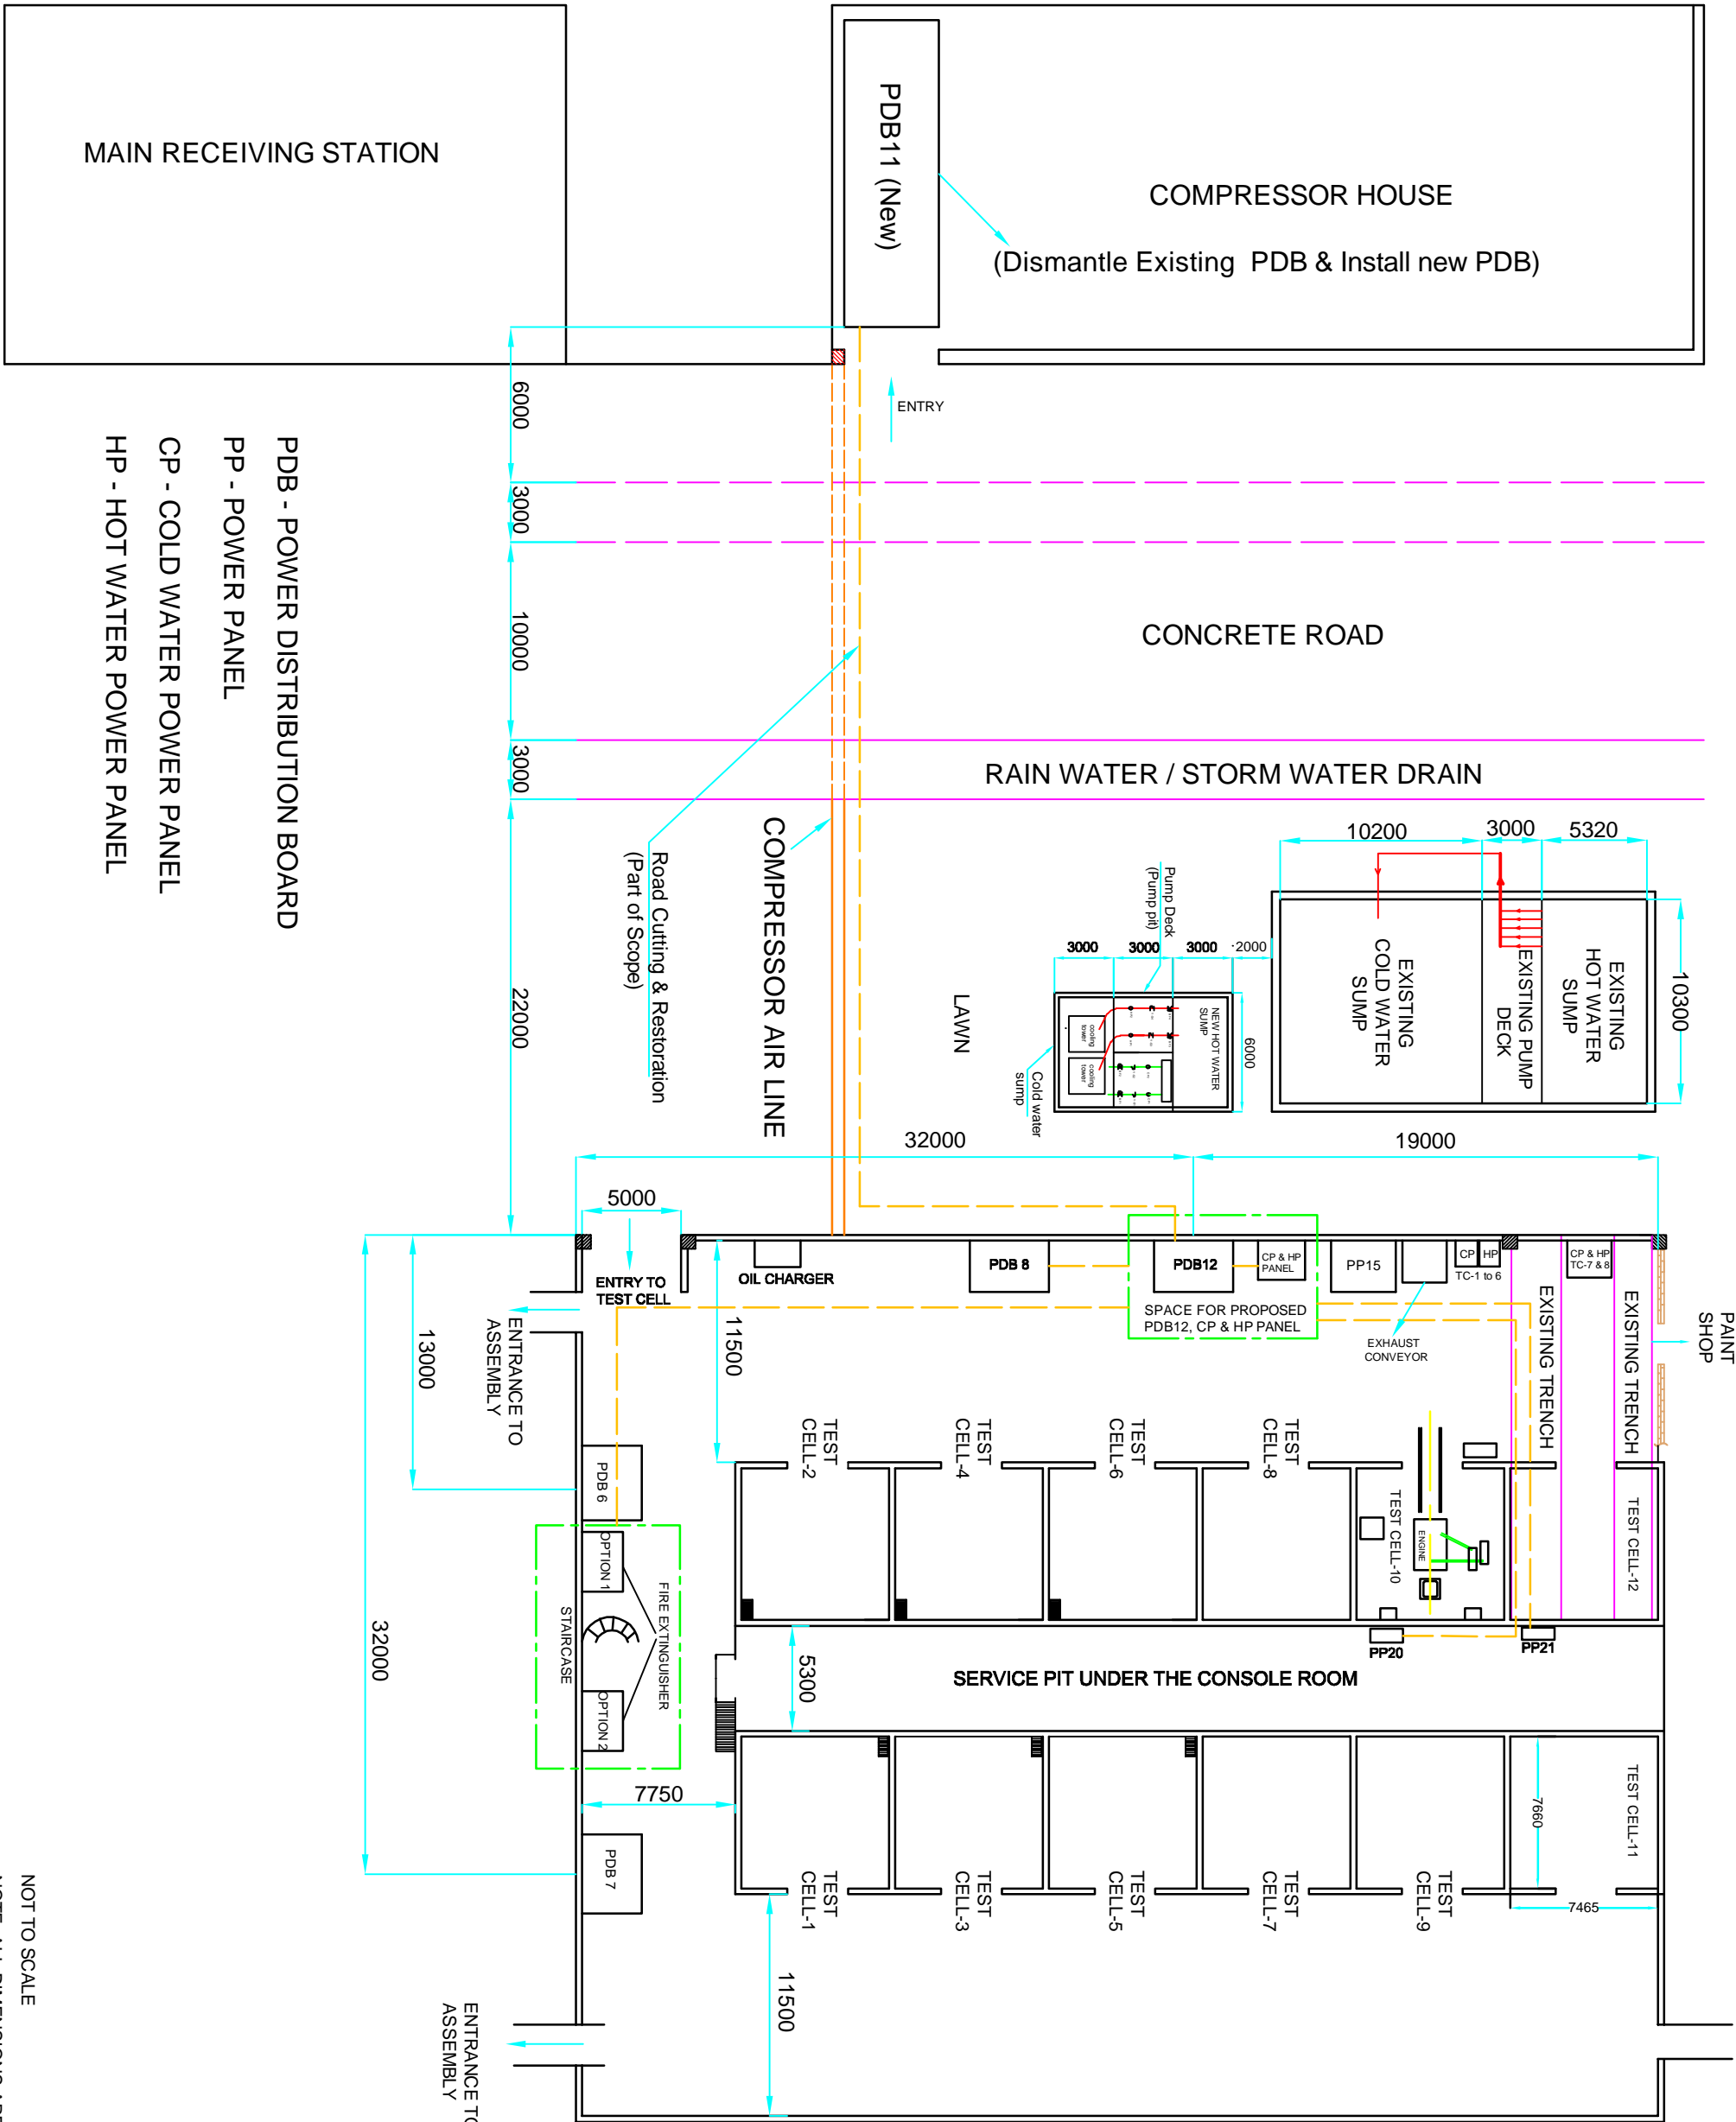 MAIN RECEIVING STATION
PDB11 (New)
COMPRESSOR HOUSE
(Dismantle Existing PDB & Install new PDB)
ENTRY
6000
3000
10000
3000
22000
CONCRETE ROAD
RAIN WATER / STORM WATER DRAIN
PDB - POWER DISTRIBUTION BOARD
PP - POWER PANEL
CP - COLD WATER POWER PANEL
HP - HOT WATER POWER PANEL
Road Cutting & Restoration
(Part of Scope)
COMPRESSOR AIR LINE
LAWN
10200
3000
5320
10300
EXISTING
HOT WATER
SUMP
EXISTING PUMP
DECK
EXISTING
COLD WATER
SUMP
Pump Deck
(Pump pit)
3000
3000
3000
2000
6000
NEW HOT WATER
SUMP
cooling
tower
cooling
tower
Cold water
sump
32000
19000
5000
ENTRY TO
TEST CELL
OIL CHARGER
PDB 8
PDB12
CP & HP
PANEL
PP15
CP
HP
TC-1 to 6
CP & HP
TC-7 & 8
SPACE FOR PROPOSED
PDB12, CP & HP PANEL
EXHAUST
CONVEYOR
EXISTING TRENCH
EXISTING TRENCH
PAINT
SHOP
ENTRANCE TO
ASSEMBLY
13000
11500
32000
TEST
CELL-2
TEST
CELL-4
TEST
CELL-6
TEST
CELL-8
TEST CELL-10
ENGINE
TEST CELL-12
PDB 6
OPTION 1
FIRE EXTINGUISHER
STAIRCASE
OPTION 2
PDB 7
5300
SERVICE PIT UNDER THE CONSOLE ROOM
PP20
PP21
7750
TEST
CELL-1
TEST
CELL-3
TEST
CELL-5
TEST
CELL-7
TEST
CELL-9
TEST CELL-11
7660
7465
11500
ENTRANCE TO
ASSEMBLY
NOT TO SCALE